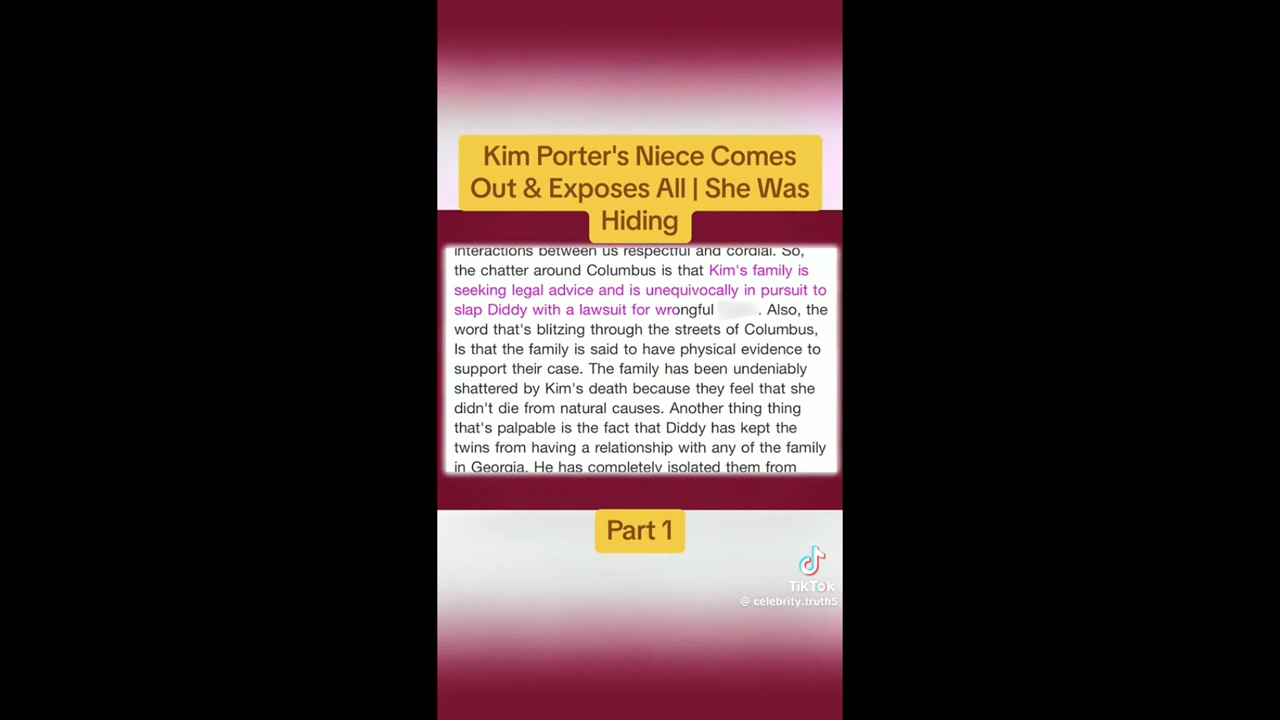 Kim Porter's Niece Comes
Out & Exposes All | She Was
Hiding
interactions between us respectful and cordial. So,
the chatter around Columbus is that Kim's family is
seeking legal advice and is unequivocally in pursuit to
slap Diddy with a lawsuit for wrongful . Also, the
word that's blitzing through the streets of Columbus,
Is that the family is said to have physical evidence to
support their case. The family has been undeniably
shattered by Kim's death because they feel that she
didn't die from natural causes. Another thing thing
that's palpable is the fact that Diddy has kept the
twins from having a relationship with any of the family
in Georgia. He has completely isolated them from
Part 1
TikTok
@ celebrity.truth5